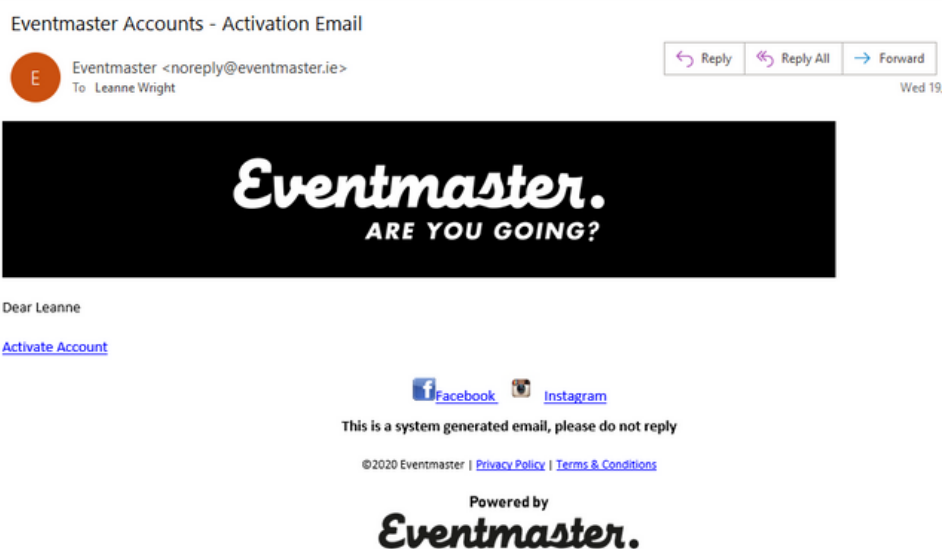 Eventmaster Accounts - Activation Email
E
Eventmaster <noreply@eventmaster.ie>
To Leanne Wright
Reply Reply All Forward
Wed 19/
Eventmaster.
ARE YOU GOING?
Dear Leanne
Activate Account
Facebook Instagram
This is a system generated email, please do not reply
©2020 Eventmaster | Privacy Policy | Terms & Conditions
Powered by
Eventmaster.